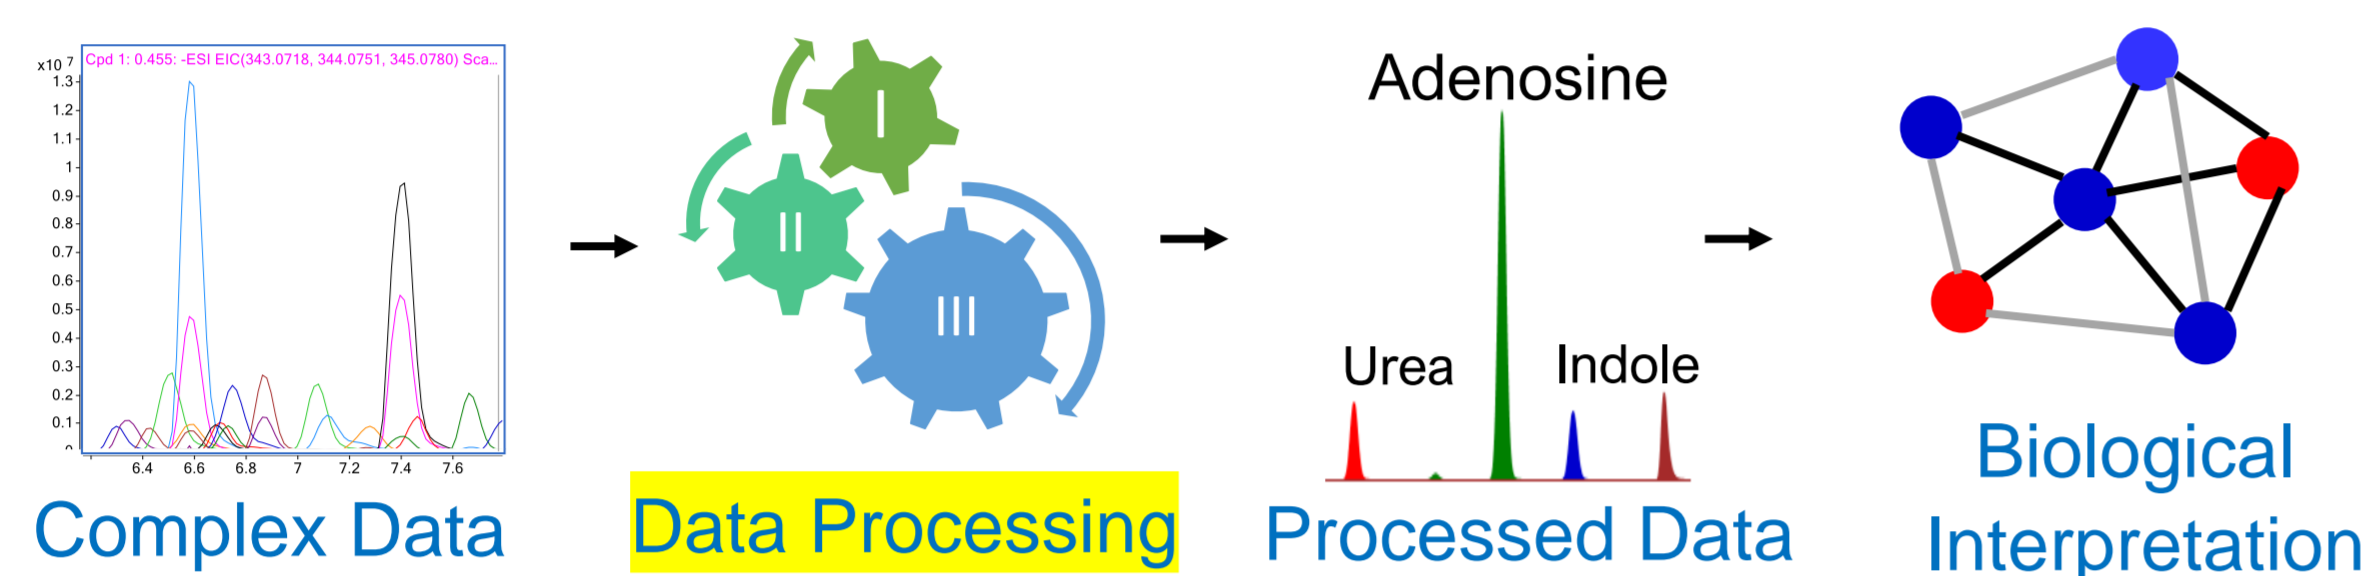 Cpd 1: 0.455: -ESI EIC(343.0718, 344.0751, 345.0780) Sca...
x10 7
1.3
1.2
1.1
1
0.9
0.8
0.7
0.6
0.5
0.4
0.3
0.2
0.1
0
6.4 6.6 6.8 7 7.2 7.4 7.6
Complex Data
I
II
III
Data Processing
Adenosine
Urea
Indole
Processed Data
Biological
Interpretation